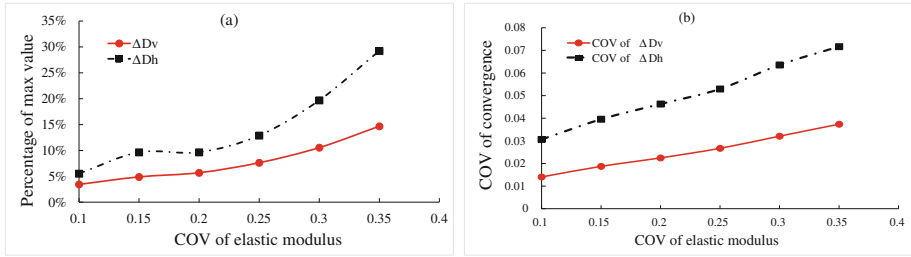 (a)
35%
30%
25%
20%
15%
10%
5%
0%
Percentage of max value
ΔDv
ΔDh
0.1 0.15 0.2 0.25 0.3 0.35 0.4
COV of elastic modulus
(b)
0.08
0.07
0.06
0.05
0.04
0.03
0.02
0.01
0
COV of convergence
COV of ΔDv
COV of ΔDh
0.1 0.15 0.2 0.25 0.3 0.35 0.4
COV of elastic modulus